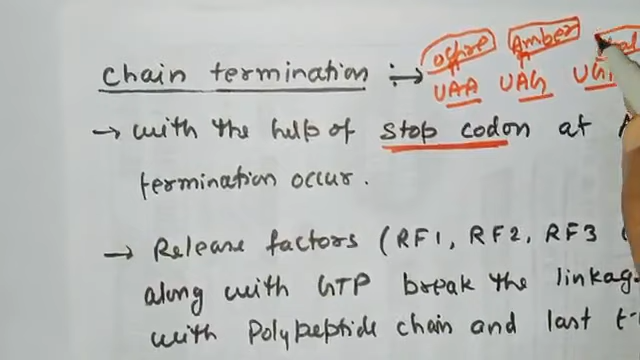 ochre Amber
Chain termination :→ UAA UAG
→ with the help of stop codon at
termination occur.
→ Release factors (RF1, RF2, RF3
along with GTP break the linkag
with Polypeptide chain and last t-